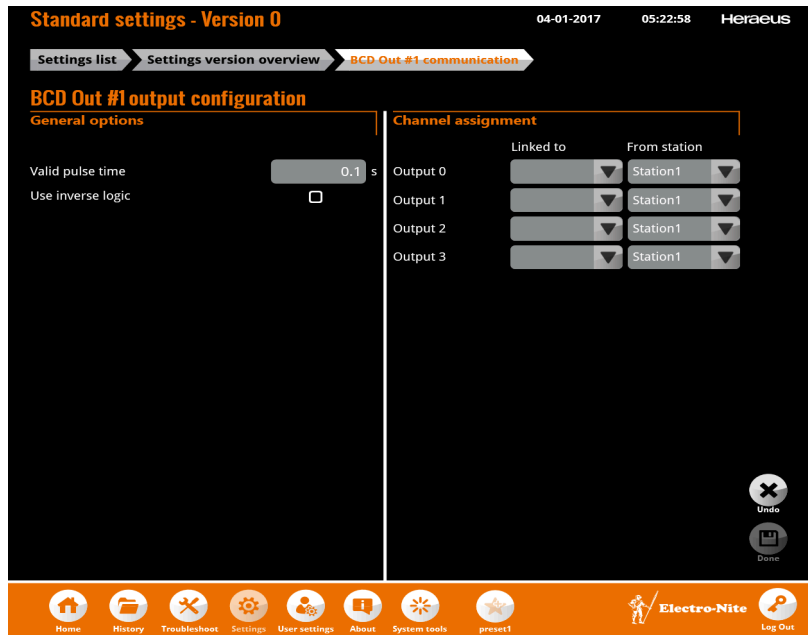 Standard settings - Version 0 04-01-2017 05:22:58 Heraeus
Settings list Settings version overview BCD Out #1 communication
BCD Out #1 output configuration
General options
Valid pulse time 0.1 s
Use inverse logic
Channel assignment
Linked to From station
Output 0 Station1
Output 1 Station1
Output 2 Station1
Output 3 Station1
Undo
Done
Home History Troubleshoot Settings User settings About System tools preset1 Electro-Nite Log Out